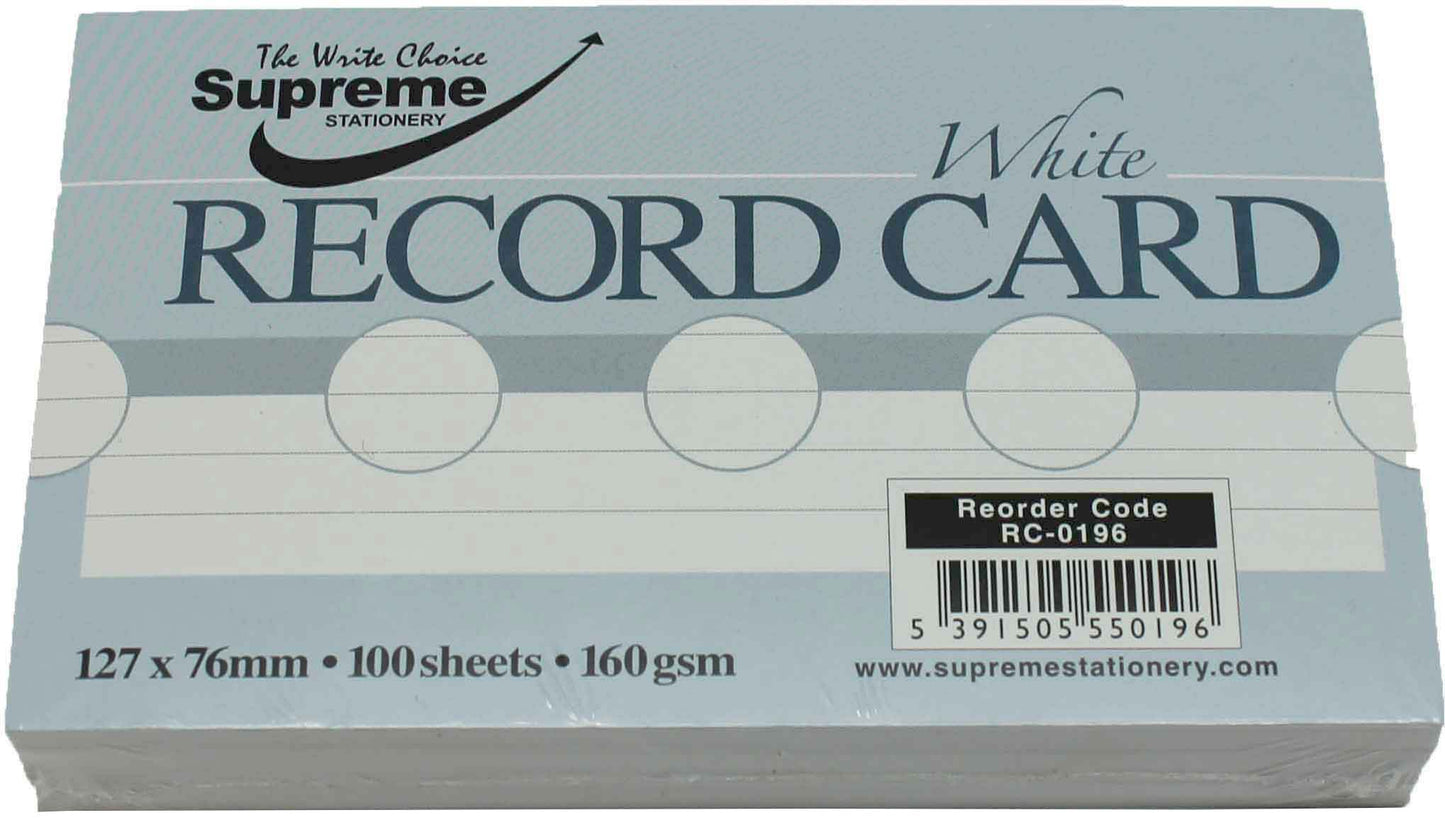 The Write Choice
Supreme
STATIONERY
White
RECORD CARD
Reorder Code
RC-0196
5 391505 550196
127 x 76mm • 100 sheets • 160 gsm
www.supremestationery.com